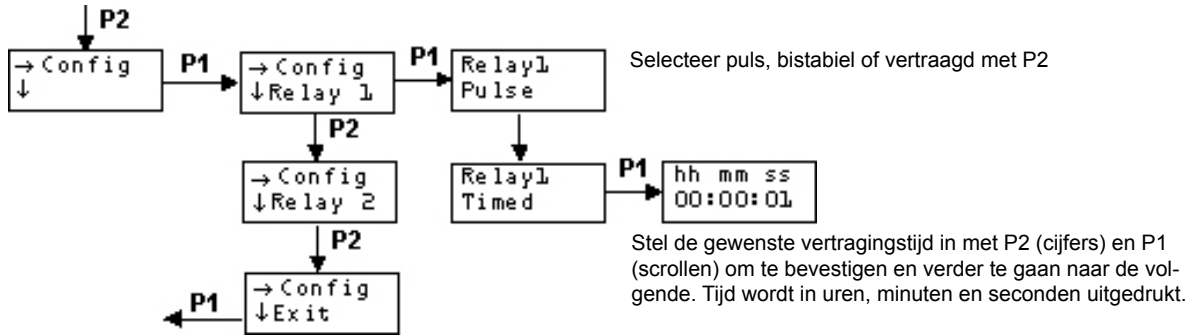 P2
→ Config
↓
P1
→ Config
↓Relay 1
P1
Relay1
Pulse
Selecteer puls, bistabiel of vertraagd met P2
P2
→ Config
↓Relay 2
Relay1
Timed
P1
hh mm ss
00:00:01
P2
Stel de gewenste vertragingstijd in met P2 (cijfers) en P1
(scrollen) om te bevestigen en verder te gaan naar de vol-
gende. Tijd wordt in uren, minuten en seconden uitgedrukt.
→ Config
↓Exit
P1